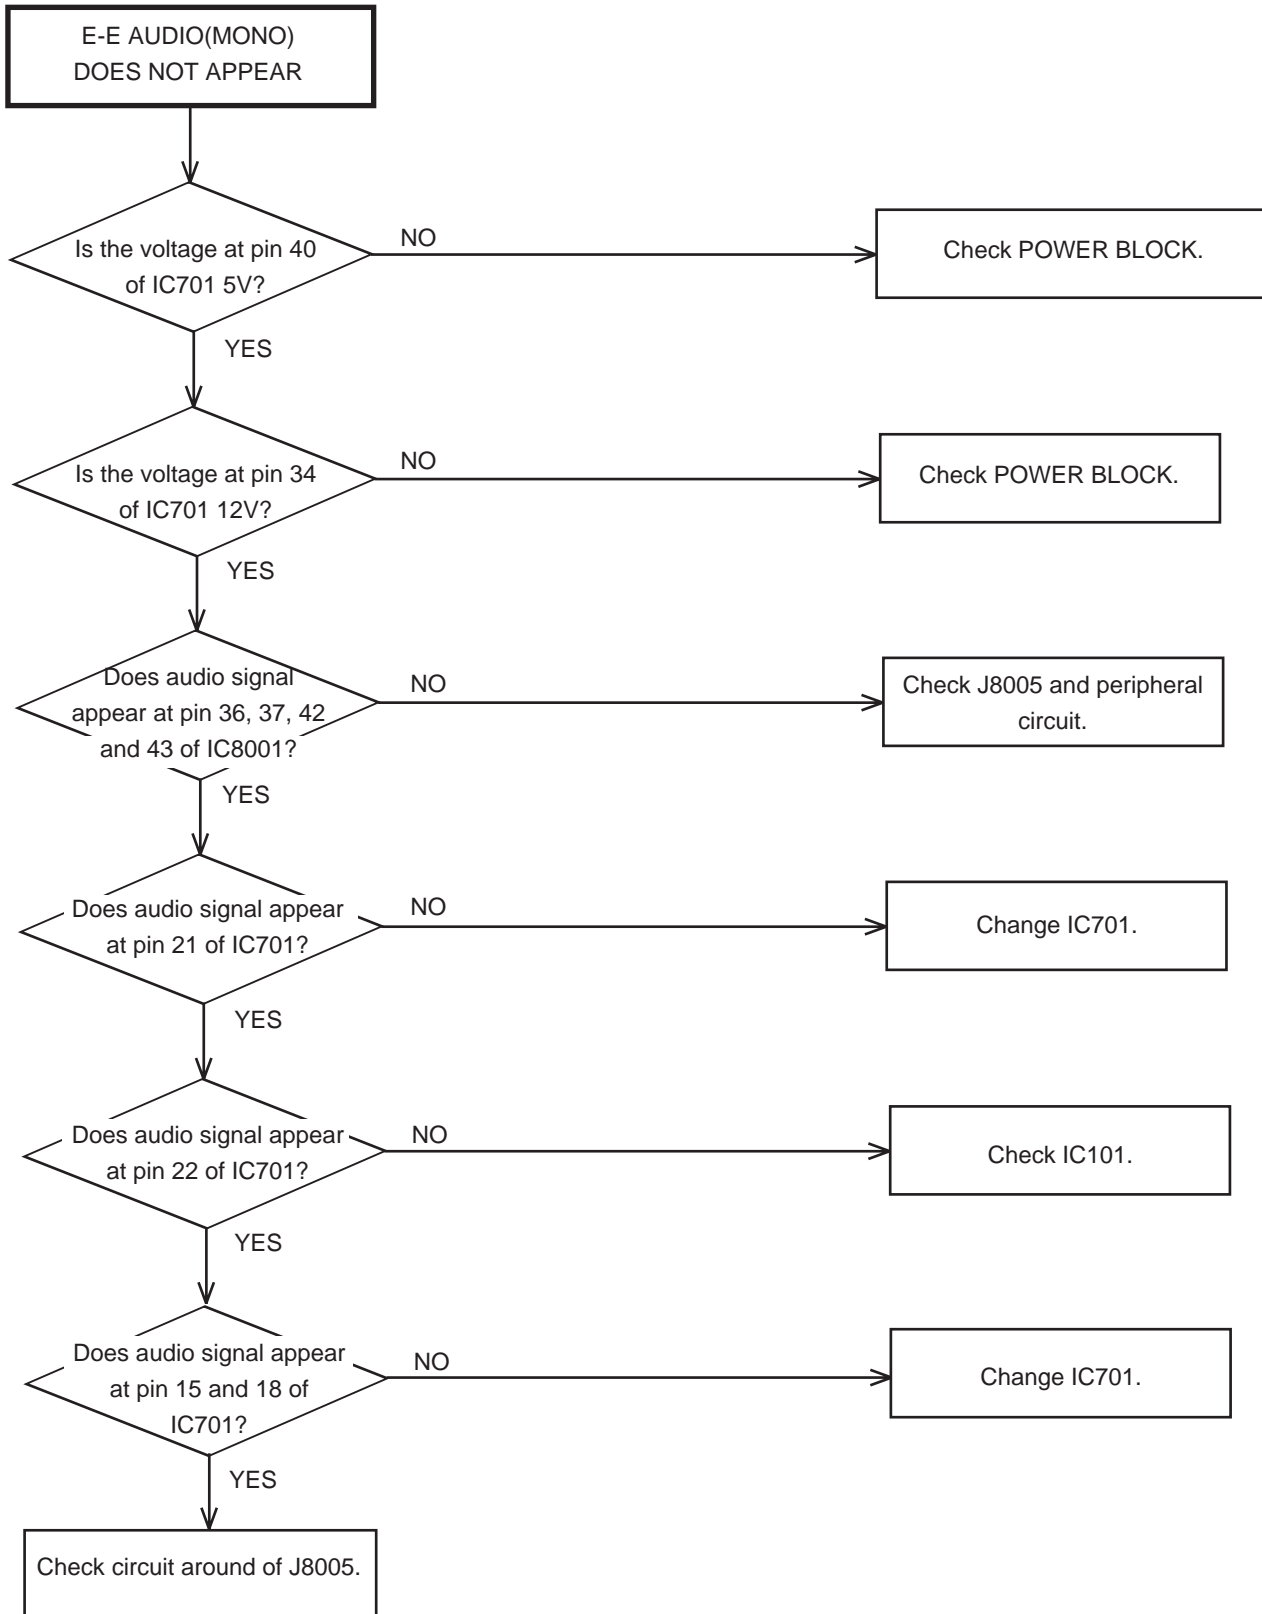 E-E AUDIO(MONO)
DOES NOT APPEAR
Is the voltage at pin 40
of IC701 5V?
NO
Check POWER BLOCK.
YES
Is the voltage at pin 34
of IC701 12V?
NO
Check POWER BLOCK.
YES
Does audio signal
appear at pin 36, 37, 42
and 43 of IC8001?
NO
Check J8005 and peripheral
circuit.
YES
Does audio signal appear
at pin 21 of IC701?
NO
Change IC701.
YES
Does audio signal appear
at pin 22 of IC701?
NO
Check IC101.
YES
Does audio signal appear
at pin 15 and 18 of
IC701?
NO
Change IC701.
YES
Check circuit around of J8005.